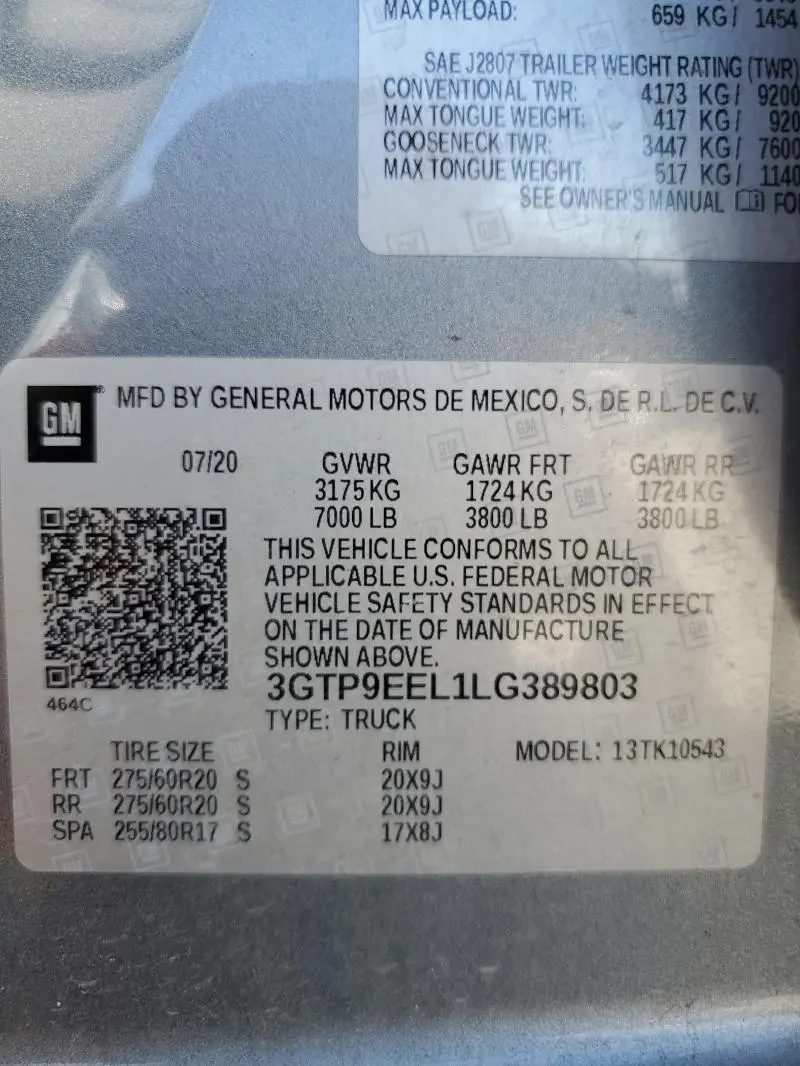 MAX PAYLOAD: 659 KG/ 1454
SAE J2807 TRAILER WEIGHT RATING (TWR)
CONVENTIONAL TWR: 4173 KG/ 9200
MAX TONGUE WEIGHT: 417 KG/ 920
GOOSENECK TWR: 3447 KG/ 7600
MAX TONGUE WEIGHT: 517 KG/ 1140
SEE OWNER'S MANUAL
GM® MFD BY GENERAL MOTORS DE MEXICO, S. DE R.L. DE C.V.
07/20 GVWR GAWR FRT GAWR RR
3175 KG 1724 KG 1724 KG
7000 LB 3800 LB 3800 LB
THIS VEHICLE CONFORMS TO ALL
APPLICABLE U.S. FEDERAL MOTOR
VEHICLE SAFETY STANDARDS IN EFFECT
ON THE DATE OF MANUFACTURE
SHOWN ABOVE.
3GTP9EEL1LG389803
464C
TYPE: TRUCK
TIRE SIZE RIM MODEL: 13TK10543
FRT 275/60R20 S 20X9J
RR 275/60R20 S 20X9J
SPA 255/80R17 S 17X8J